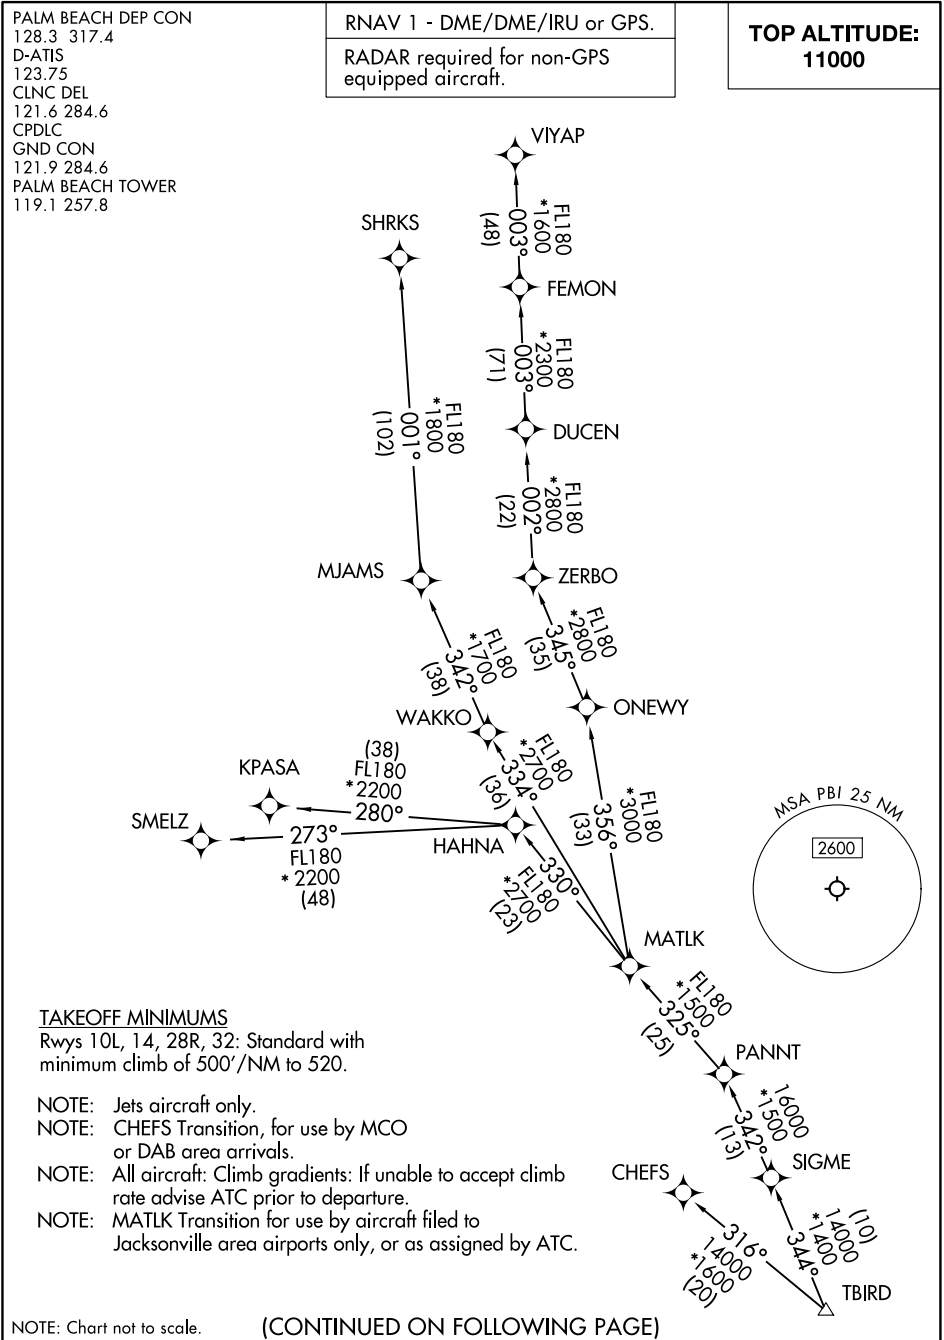 PALM BEACH DEP CON
128.3 317.4
D-ATIS
123.75
CLNC DEL
121.6 284.6
CPDLC
GND CON
121.9 284.6
PALM BEACH TOWER
119.1 257.8
RNAV 1 - DME/DME/IRU or GPS.
RADAR required for non-GPS
equipped aircraft.
TOP ALTITUDE:
11000
VIYAP
FL180
*1600
003°
(48)
SHRKS
FEMON
FL180
*2300
003°
(71)
FL180
*1800
001°
(102)
DUCEN
FL180
*2800
002°
(22)
MJAMS
ZERBO
FL180
*2800
345°
(35)
FL180
*1700
342°
(38)
ONEWY
WAKKO
FL180
*2700
334°
(36)
FL180
*3000
356°
(33)
KPASA
(38)
FL180
*2200
280°
SMELZ
273°
FL180
*2200
(48)
HAHNA
330°
FL180
*2700
(23)
MSA PBI 25 NM
2600
MATLK
FL180
*1500
325°
(25)
PANNT
16000
*1500
342°
(13)
SIGME
CHEFS
(10)
14000
*1400
344°
316°
14000
*1600
(20)
TBIRD
TAKEOFF MINIMUMS
Rwys 10L, 14, 28R, 32: Standard with
minimum climb of 500'/NM to 520.
NOTE: Jets aircraft only.
NOTE: CHEFS Transition, for use by MCO
or DAB area arrivals.
NOTE: All aircraft: Climb gradients: If unable to accept climb
rate advise ATC prior to departure.
NOTE: MATLK Transition for use by aircraft filed to
Jacksonville area airports only, or as assigned by ATC.
NOTE: Chart not to scale.
(CONTINUED ON FOLLOWING PAGE)